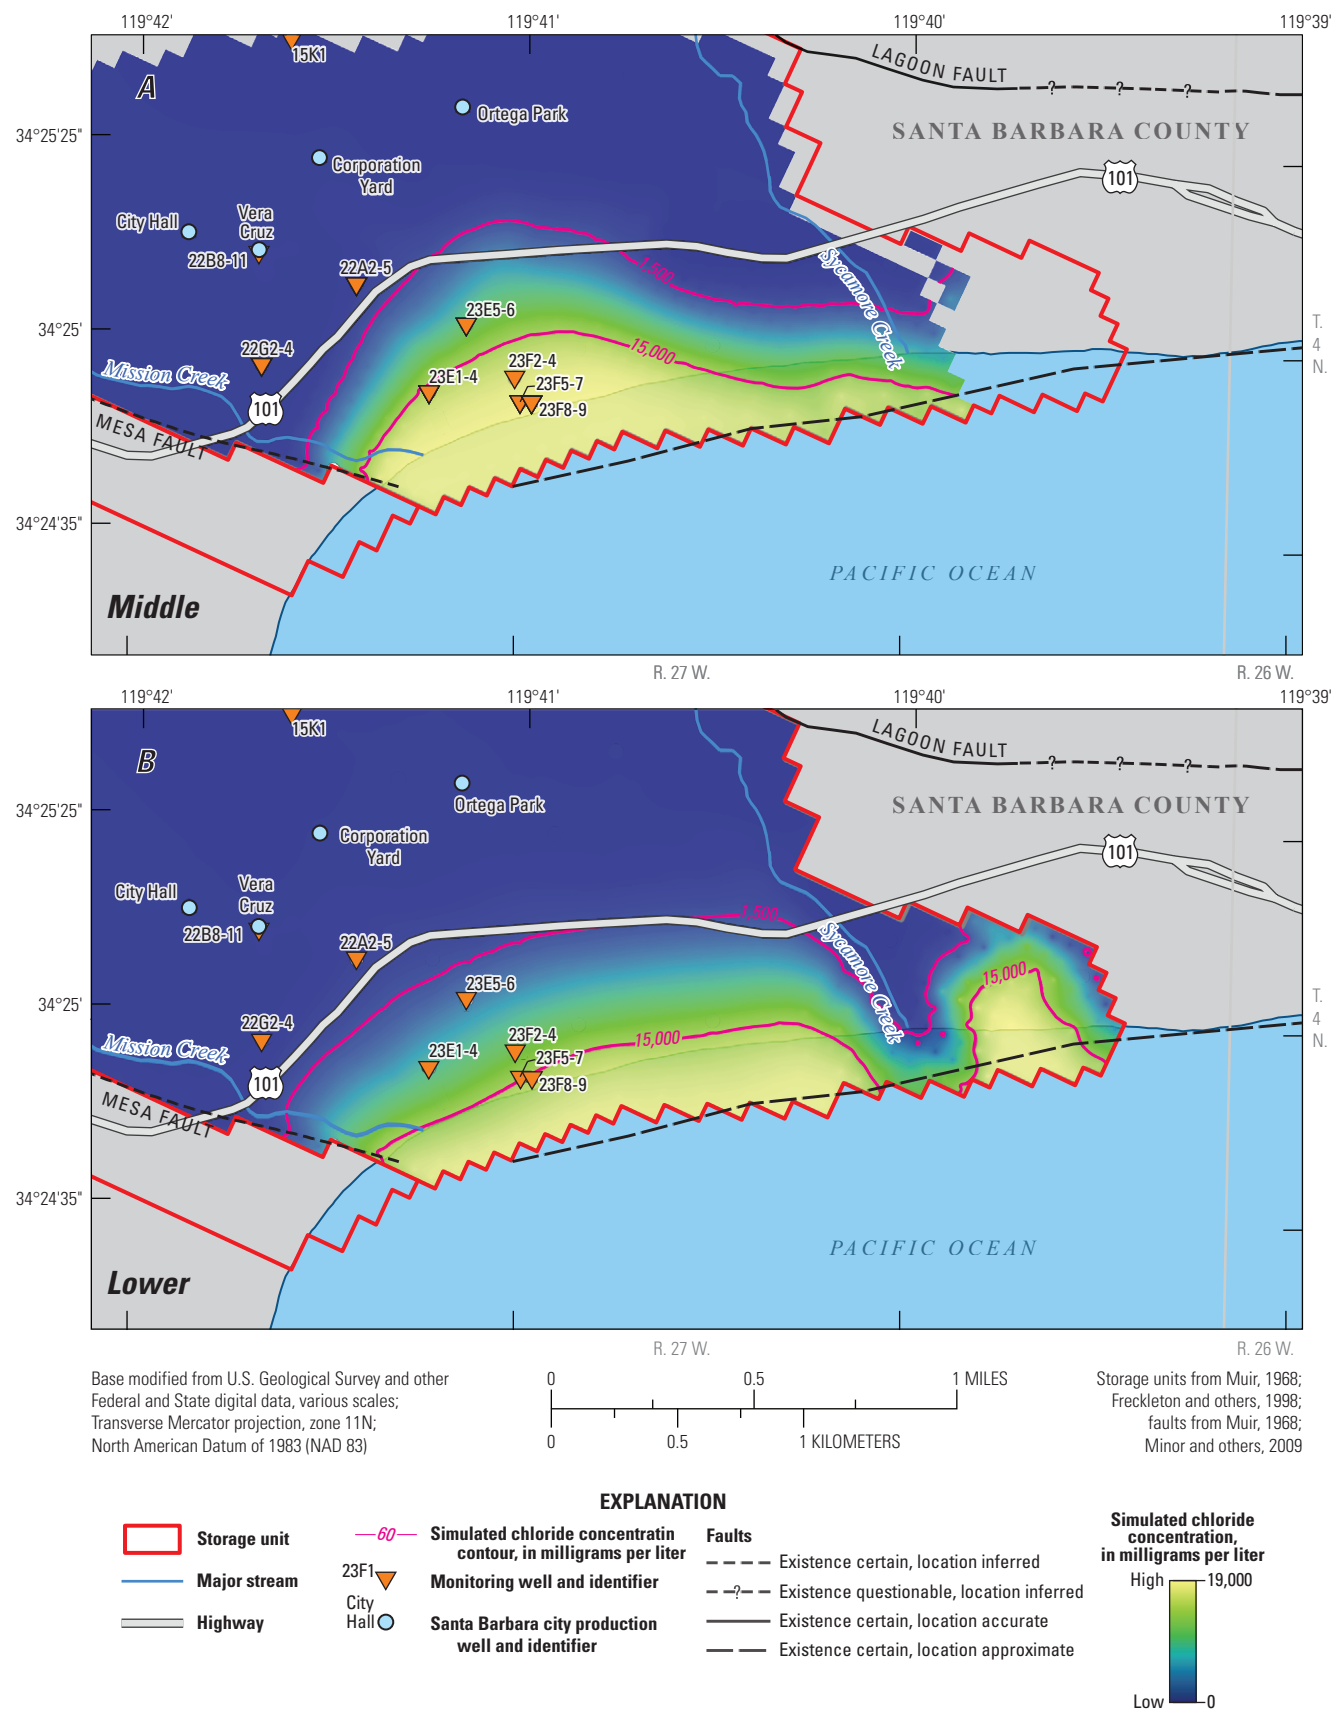 119°42'
119°41'
119°40'
119°39'
15K1
A
LAGOON FAULT
?
?
?
Ortega Park
34°25'25"
SANTA BARBARA COUNTY
Corporation
Yard
101
City Hall
Vera
Cruz
22B8-11
22A2-5
1,500
Sycamore Creek
23E5-6
34°25'
T.
4
N.
22G2-4
15,000
23F2-4
Mission Creek
23E1-4
23F5-7
101
23F8-9
MESA FAULT
34°24'35"
PACIFIC OCEAN
Middle
R. 27 W.
R. 26 W.
119°42'
119°41'
119°40'
119°39'
15K1
B
LAGOON FAULT
?
?
?
Ortega Park
34°25'25"
SANTA BARBARA COUNTY
Corporation
Yard
101
City Hall
Vera
Cruz
1,500
22B8-11
22A2-5
Sycamore Creek
15,000
23E5-6
34°25'
T.
4
N.
22G2-4
23F2-4
15,000
Mission Creek
23E1-4
23F5-7
101
23F8-9
MESA FAULT
34°24'35"
PACIFIC OCEAN
Lower
R. 27 W.
R. 26 W.
Base modified from U.S. Geological Survey and other
Federal and State digital data, various scales;
Transverse Mercator projection, zone 11N;
North American Datum of 1983 (NAD 83)
0
0.5
1 MILES
0
0.5
1 KILOMETERS
Storage units from Muir, 1968;
Freckleton and others, 1998;
faults from Muir, 1968;
Minor and others, 2009
EXPLANATION
Storage unit
Major stream
Highway
60
Simulated chloride concentratin
contour, in milligrams per liter
23F1
Monitoring well and identifier
City
Hall
Santa Barbara city production
well and identifier
Faults
Existence certain, location inferred
?
Existence questionable, location inferred
Existence certain, location accurate
Existence certain, location approximate
Simulated chloride
concentration,
in milligrams per liter
High
19,000
Low
0